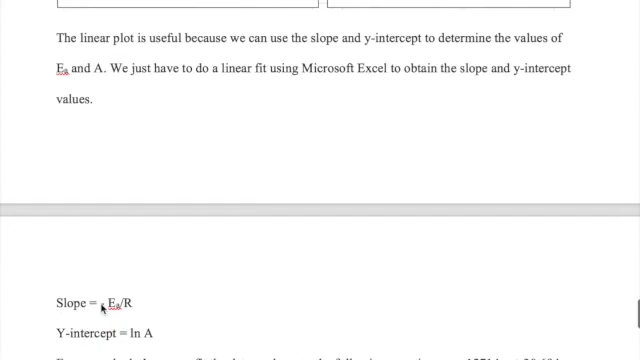 The linear plot is useful because we can use the slope and y-intercept to determine the values of
Ea and A. We just have to do a linear fit using Microsoft Excel to obtain the slope and y-intercept
values.
Slope = - Ea/R
Y-intercept = ln A